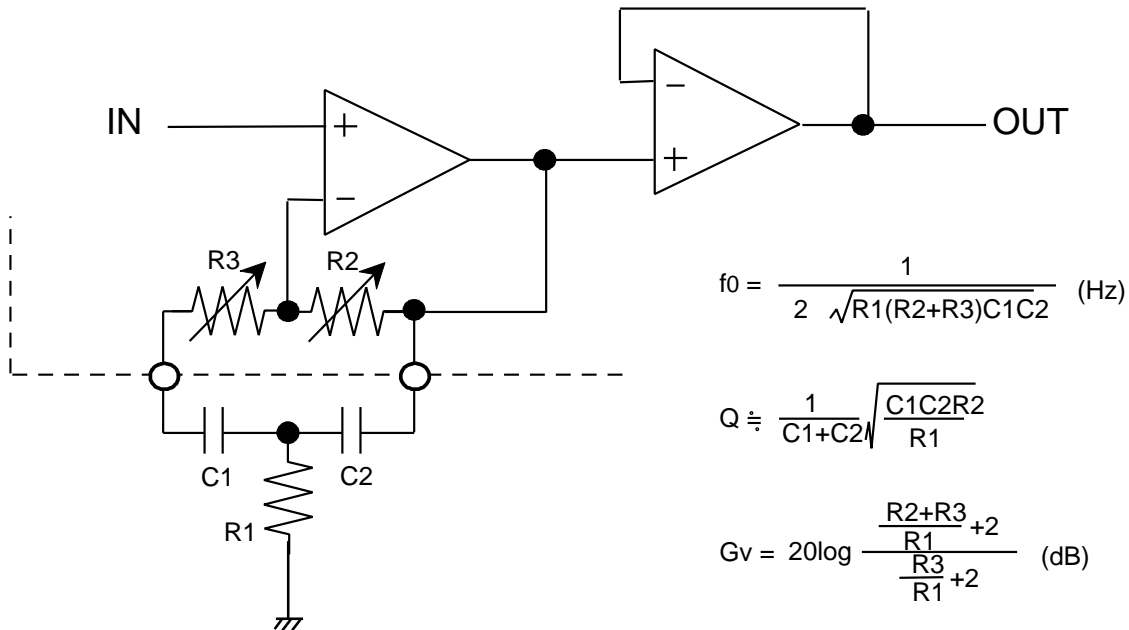 IN
+
−
−
+
OUT
R3
R2
C1
C2
R1
f0 = 1 / 2 √R1(R2+R3)C1C2 (Hz)
Q ≒ 1 / C1+C2 √C1C2R2 / R1
Gv = 20log R2+R3 / R1 +2 / R3 / R1 +2 (dB)